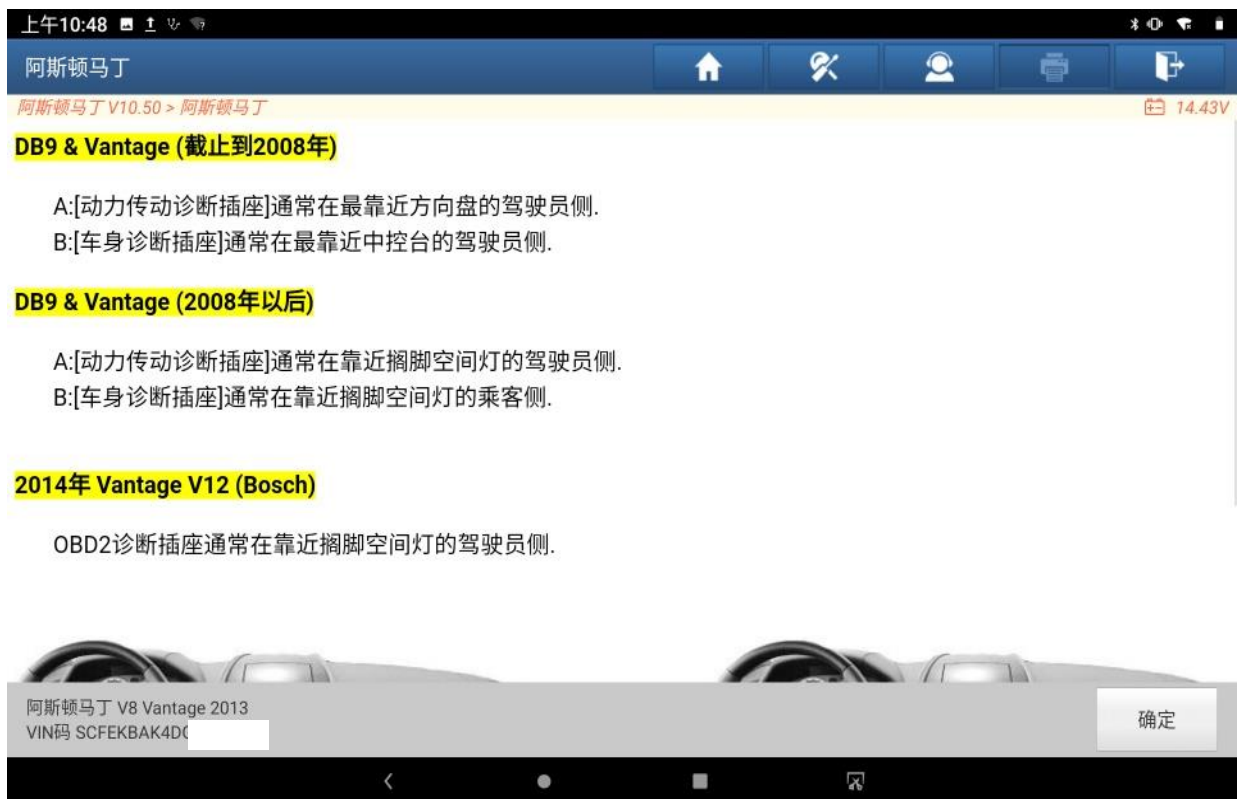 上午10:48
阿斯顿马丁
阿斯顿马丁 V10.50 > 阿斯顿马丁
14.43V
DB9 & Vantage (截止到2008年)
A:[动力传动诊断插座]通常在最靠近方向盘的驾驶员侧.
B:[车身诊断插座]通常在最靠近中控台的驾驶员侧.
DB9 & Vantage (2008年以后)
A:[动力传动诊断插座]通常在靠近搁脚空间灯的驾驶员侧.
B:[车身诊断插座]通常在靠近搁脚空间灯的乘客侧.
2014年 Vantage V12 (Bosch)
OBD2诊断插座通常在靠近搁脚空间灯的驾驶员侧.
阿斯顿马丁 V8 Vantage 2013
VIN码 SCFEKBAK4D
确定